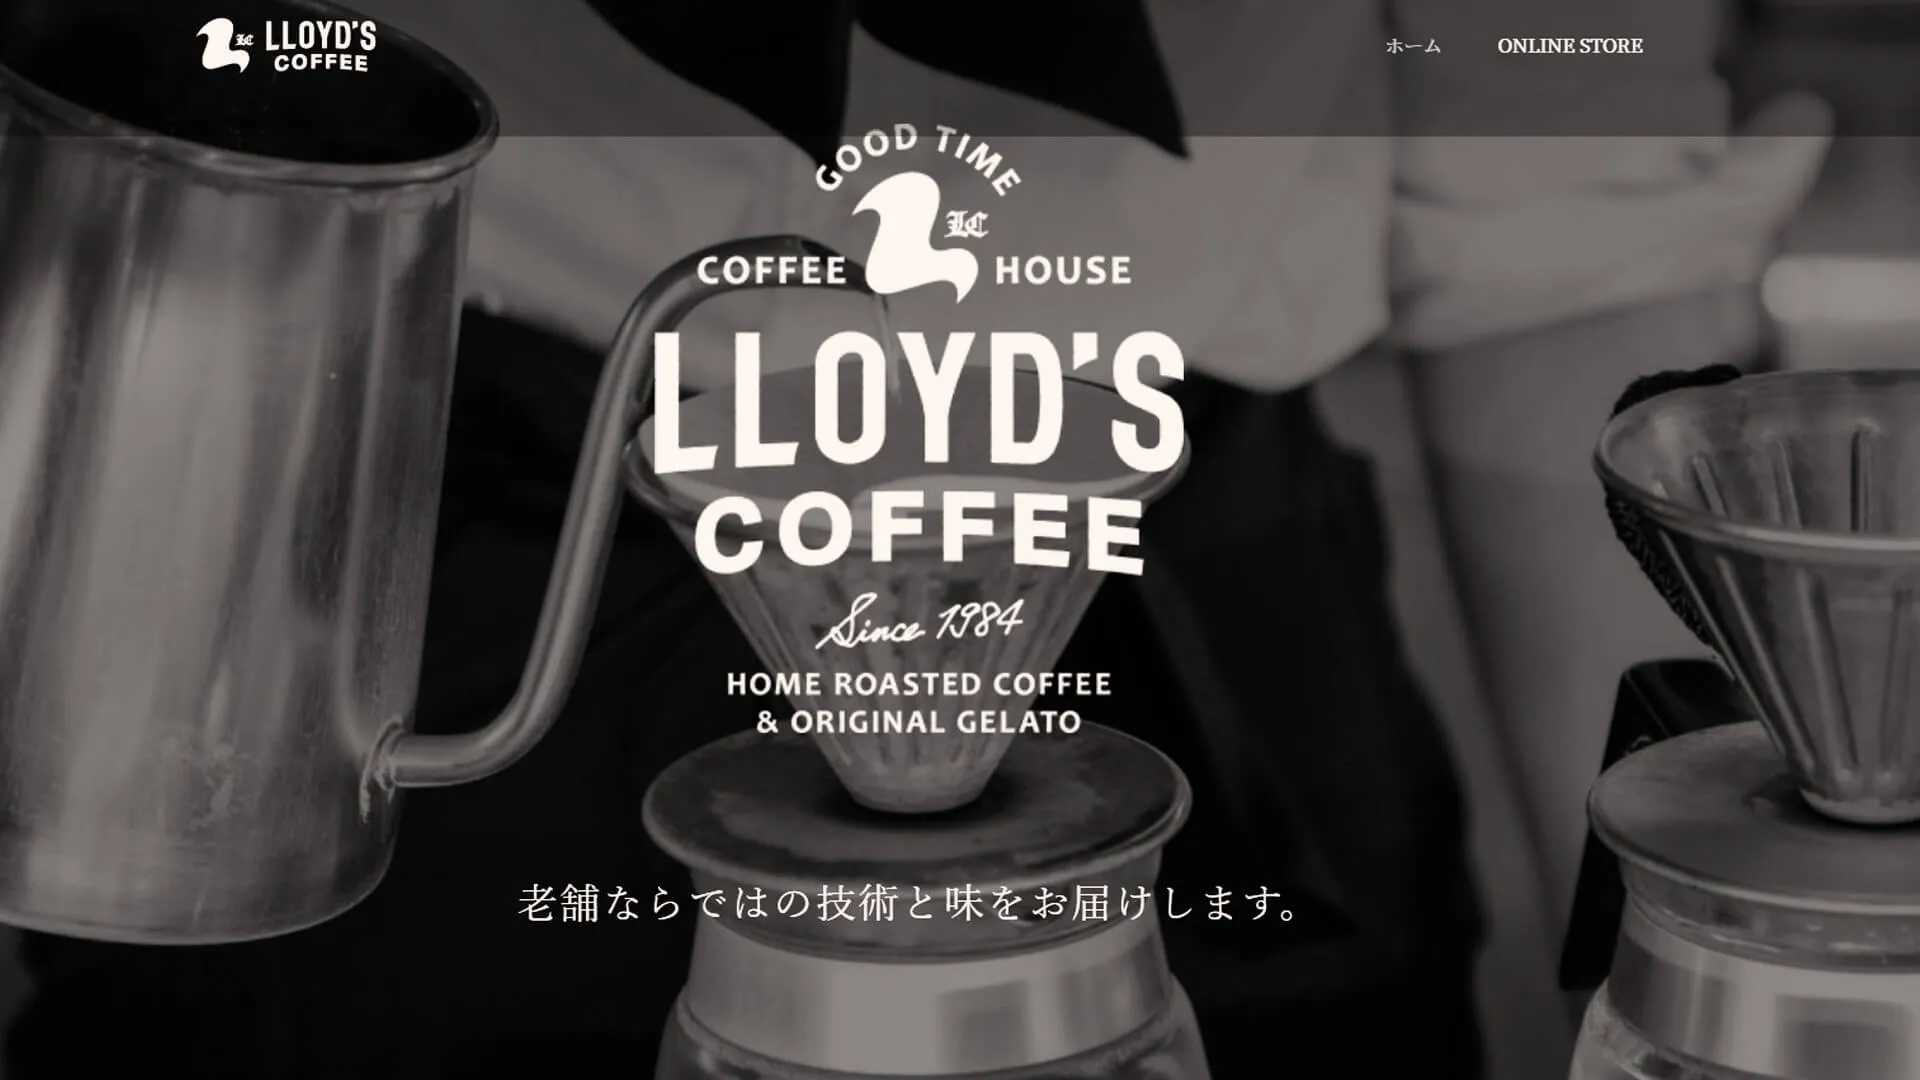 LLOYD'S
COFFEE
ホーム
ONLINE STORE
GOOD TIME
LC
COFFEE HOUSE
LLOYD'S
COFFEE
Since 1984
HOME ROASTED COFFEE
& ORIGINAL GELATO
老舗ならではの技術と味をお届けします。